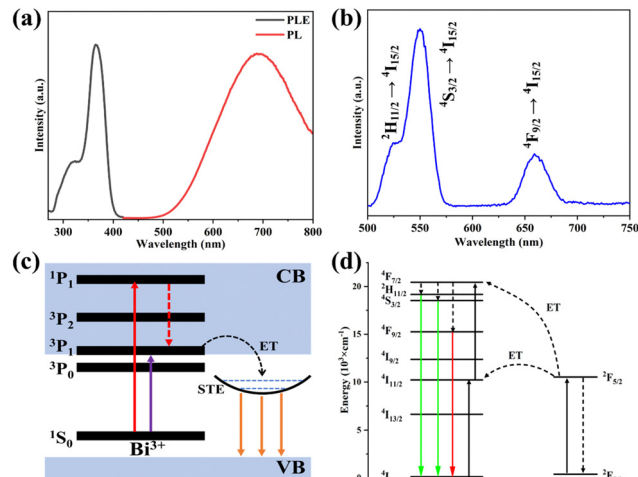 (a)
PLE
PL
Intensity (a.u.)
300 400 500 600 700 800
Wavelength (nm)
(b)
²H₁₁/₂ → ⁴I₁₅/₂
⁴S₃/₂ → ⁴I₁₅/₂
⁴F₉/₂ → ⁴I₁₅/₂
Intensity (a.u.)
500 550 600 650 700 750
Wavelength (nm)
(c)
CB
¹P₁
³P₂
³P₁
³P₀
ET
STE
¹S₀
Bi³⁺
VB
(d)
Energy (10³×cm⁻¹)
20
15
10
5
0
⁴F₇/₂
²H₁₁/₂
⁴S₃/₂
⁴F₉/₂
⁴I₉/₂
⁴I₁₁/₂
⁴I₁₃/₂
ET
ET
²F₅/₂